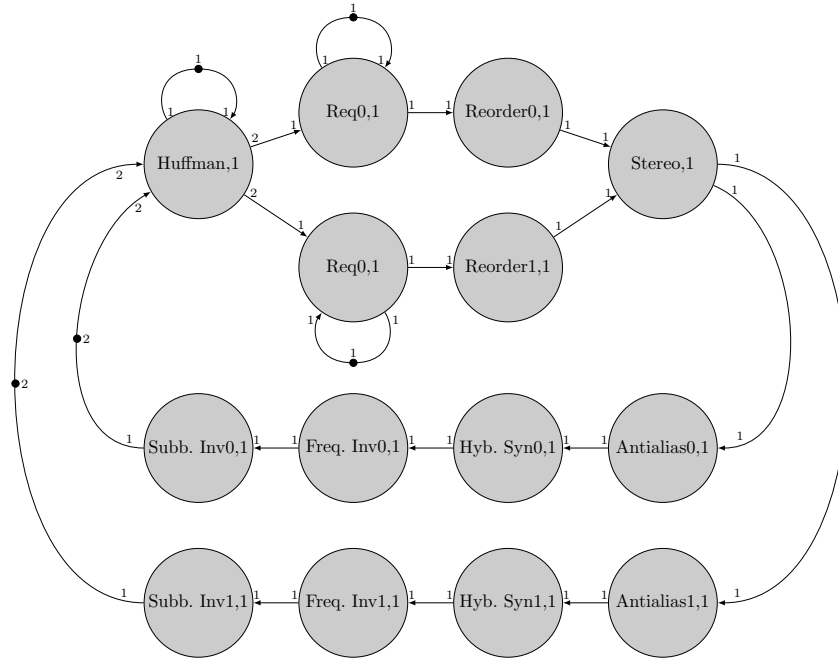 1
1
1 1
1 1
Huffman,1
2
2
2
2
1
Req0,1
1 1
Reorder0,1
1
1
Stereo,1
1
1
1
Req0,1
1 1
Reorder1,1
1
1
1 1
1
2
2
1
Subb. Inv0,1
1 1
Freq. Inv0,1
1 1
Hyb. Syn0,1
1 1
Antialias0,1
1
1
Subb. Inv1,1
1 1
Freq. Inv1,1
1 1
Hyb. Syn1,1
1 1
Antialias1,1
1